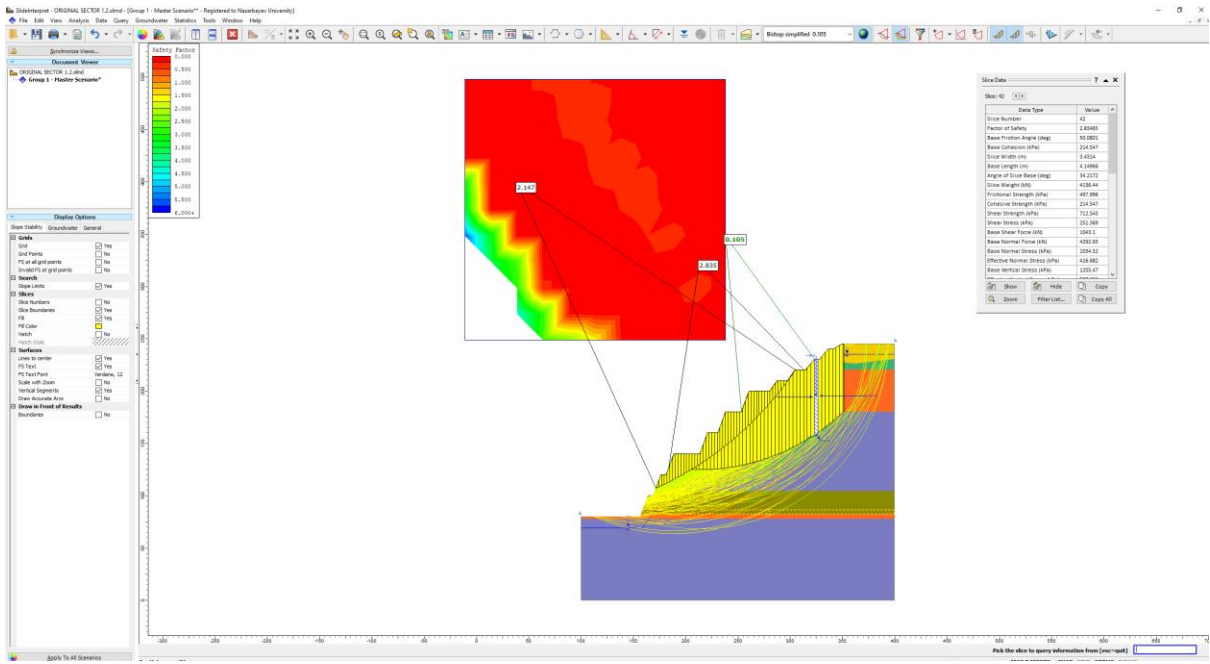 SlideInterpret - ORIGINAL SECTOR 1.2.slmd - [Group 1 - Master Scenario** - Registered to Nazarbayev University]
File Edit View Analysis Data Query Groundwater Statistics Tools Window Help
Bishop simplified 0.105
Synchronize Views...
Document Viewer
ORIGINAL SECTOR 1.2.slmd
Group 1 - Master Scenario*
Display Options
Slope Stability Groundwater General
Grids
Grid Yes
Grid Points No
FS at all grid points No
Invalid FS at grid points No
Search
Slope Limits Yes
Slices
Slice Numbers No
Slice Boundaries Yes
Fill Yes
Fill Color
Hatch No
Hatch Style
Surfaces
Lines to center Yes
FS Text Yes
FS Text Font Verdana, 12
Scale with Zoom No
Vertical Segments Yes
Draw Accurate Arcs No
Draw in Front of Results
Boundaries No
Apply To All Scenarios
Safety Factor
0.000
0.500
1.000
1.500
2.000
2.500
3.000
3.500
4.000
4.500
5.000
5.500
6.000+
2.147
0.105
2.835
Slice Data
Slice: 42
Data Type Value
Slice Number 42
Factor of Safety 2.83465
Base Friction Angle (deg) 50.0801
Base Cohesion (kPa) 214.547
Slice Width (m) 3.4314
Base Length (m) 4.14966
Angle of Slice Base (deg) 34.2172
Slice Weight (kN) 4136.44
Frictional Strength (kPa) 497.996
Cohesive Strength (kPa) 214.547
Shear Strength (kPa) 712.543
Shear Stress (kPa) 251.369
Base Shear Force (kN) 1043.1
Base Normal Force (kN) 4292.93
Base Normal Stress (kPa) 1034.52
Effective Normal Stress (kPa) 416.682
Base Vertical Stress (kPa) 1205.47
Show Hide Copy
Zoom Filter List... Copy All
-300 -250 -200 -150 -100 -50 0 50 100 150 200 250 300 350 400 450 500 550 600 650
Pick the slice to query information from [esc=quit]